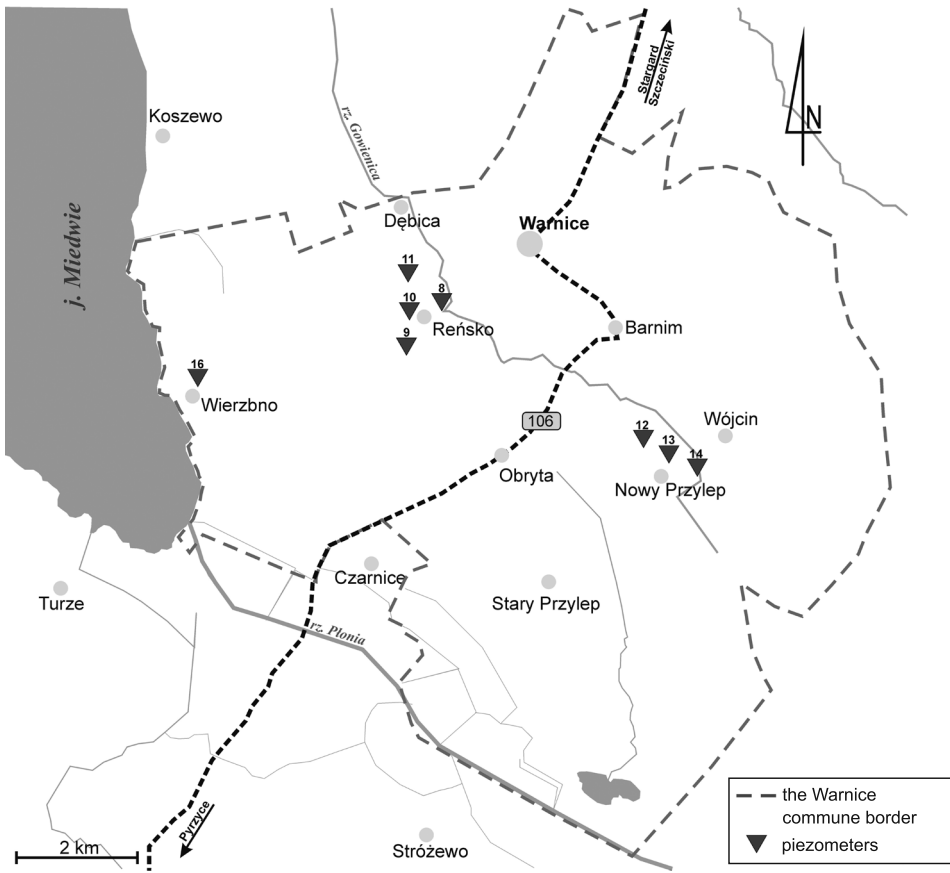 Stargard
Szczeciński
N
Koszewo
rz. Gowienica
Dębica
Warnice
j. Miedwie
11
8
10
Reńsko
9
Barnim
16
Wierzbno
106
12
13
14
Wójcin
Obryta
Nowy Przylep
Czarnice
Turze
Stary Przylep
rz. Płonia
Pyrzyce
2 km
Stróżewo
the Warnice
commune border
piezometers